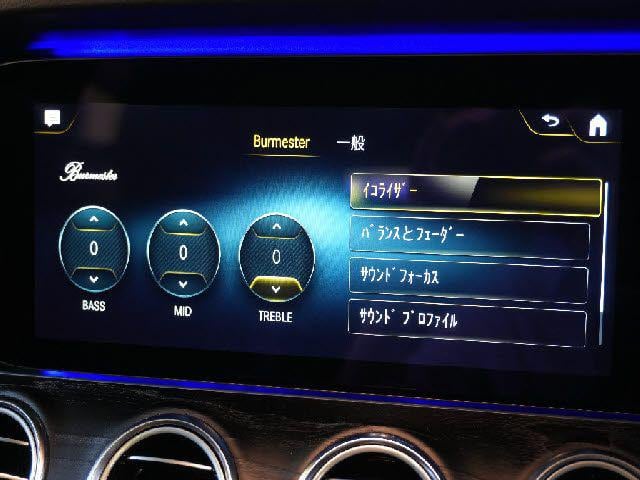 Burmester 一般
Burmester
ｲｺﾗｲｻﾞｰ
ﾊﾞﾗﾝｽとﾌｪｰﾀﾞｰ
ｻｳﾝﾄﾞﾌｫｰｶｽ
ｻｳﾝﾄﾞ ﾌﾟﾛﾌｧｲﾙ
0
0
0
BASS
MID
TREBLE